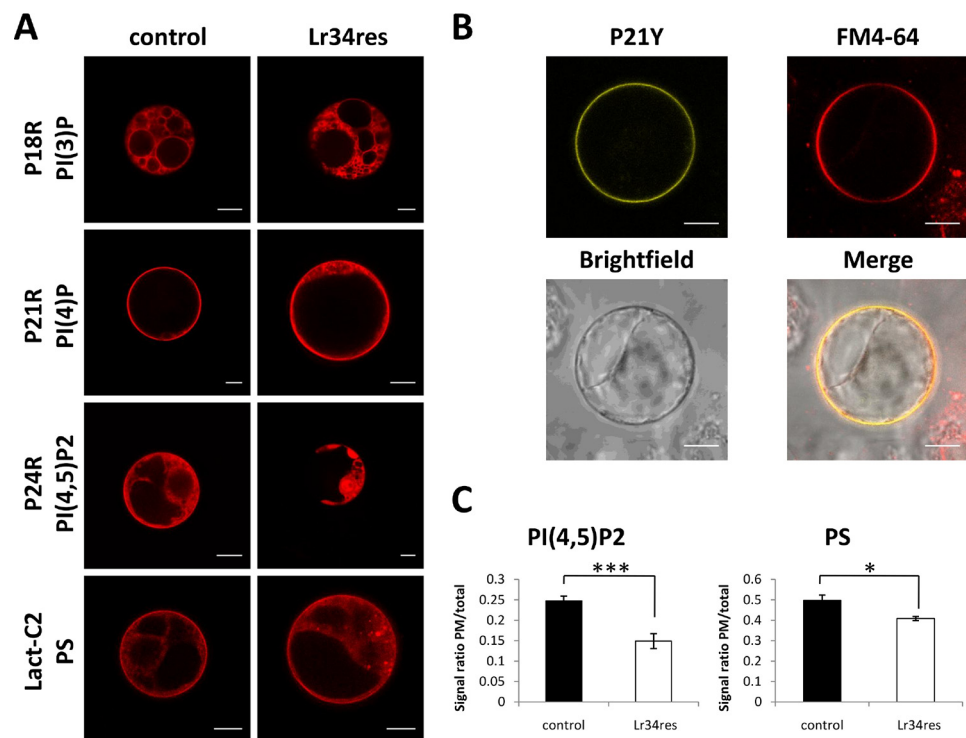 A
control
Lr34res
P18R
PI(3)P
P21R
PI(4)P
P24R
PI(4,5)P2
Lact-C2
PS
B
P21Y
FM4-64
Brightfield
Merge
C
PI(4,5)P2
***
Signal ratio PM/total
0.3
0.25
0.2
0.15
0.1
0.05
0
control
Lr34res
PS
*
Signal ratio PM/total
0.6
0.5
0.4
0.3
0.2
0.1
0
control
Lr34res